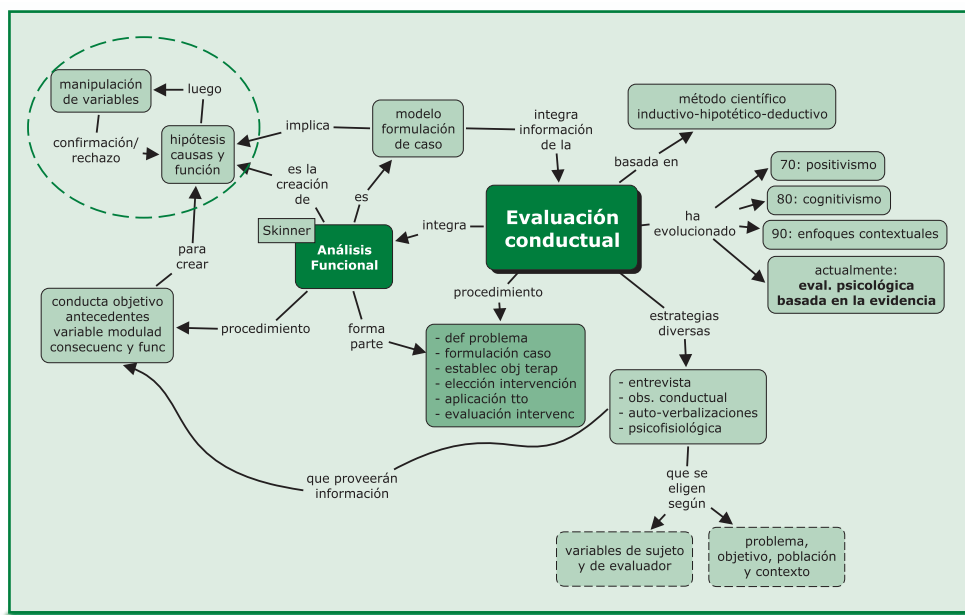 manipulación
de variables
luego
confirmación/
rechazo
hipótesis
causas y
función
implica
modelo
formulación
de caso
integra
información
de la
método científico
inductivo-hipotético-deductivo
basada en
es la
creación
de
es
Skinner
Análisis
Funcional
integra
Evaluación
conductual
ha
evolucionado
70: positivismo
80: cognitivismo
90: enfoques contextuales
actualmente:
eval. psicológica
basada en la evidencia
para
crear
conducta objetivo
antecedentes
variable modulad
consecuenc y func
procedimiento
forma
parte
procedimiento
- def problema
- formulación caso
- establec obj terap
- elección intervención
- aplicación tto
- evaluación intervenc
estrategias
diversas
- entrevista
- obs. conductual
- auto-verbalizaciones
- psicofisiológica
que proveerán
información
que se
eligen
según
variables de sujeto
y de evaluador
problema,
objetivo, población
y contexto